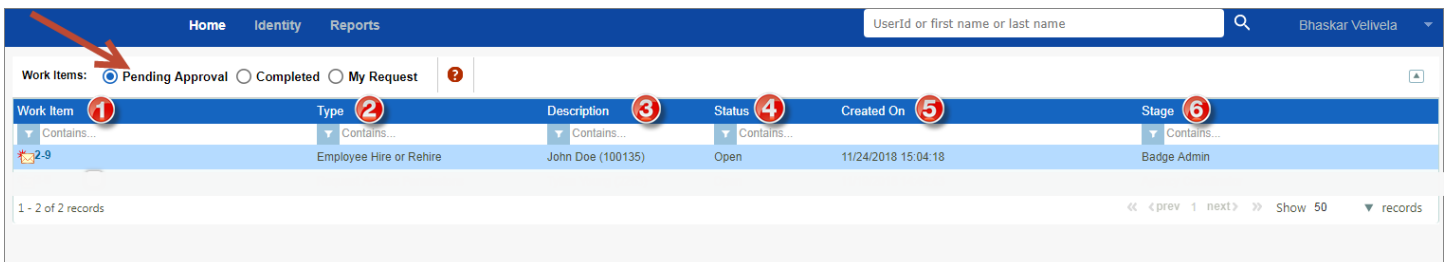 Home Identity Reports UserId or first name or last name Bhaskar Velivela
Work Items: Pending Approval Completed My Request ?
Work Item 1 Type 2 Description 3 Status 4 Created On 5 Stage 6
Contains... Contains... Contains... Contains... Contains...
2-9 Employee Hire or Rehire John Doe (100135) Open 11/24/2018 15:04:18 Badge Admin
1 - 2 of 2 records << <prev 1 next> >> Show 50 records